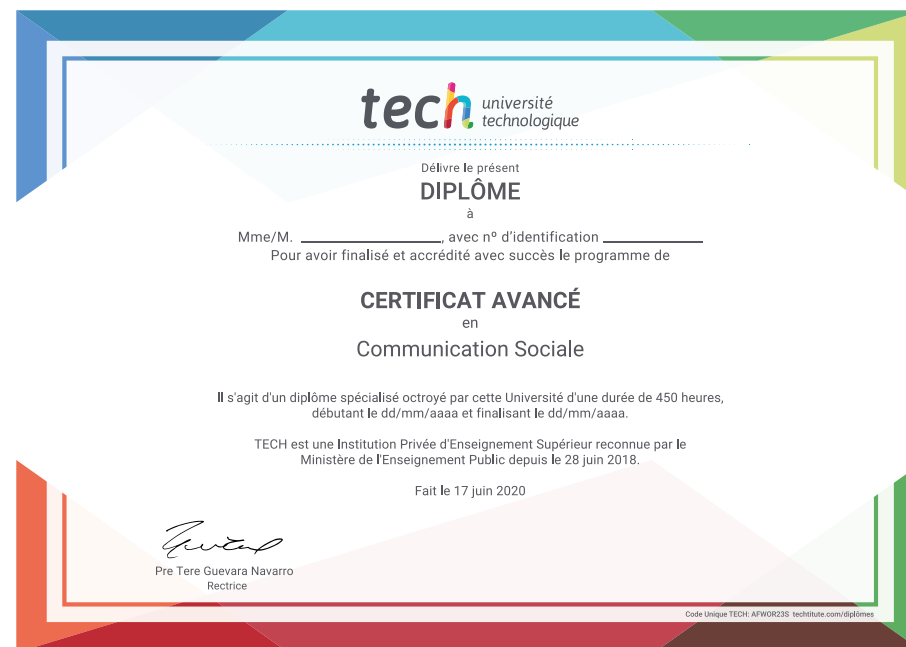 tech université
technologique
Délivre le présent
DIPLÔME
à
Mme/M. ____________________, avec nº d'identification ______________
Pour avoir finalisé et accrédité avec succès le programme de
CERTIFICAT AVANCÉ
en
Communication Sociale
Il s'agit d'un diplôme spécialisé octroyé par cette Université d'une durée de 450 heures,
débutant le dd/mm/aaaa et finalisant le dd/mm/aaaa.
TECH est une Institution Privée d'Enseignement Supérieur reconnue par le
Ministère de l'Enseignement Public depuis le 28 juin 2018.
Fait le 17 juin 2020
Pre Tere Guevara Navarro
Rectrice
Code Unique TECH: AFWOR23S techtitute.com/diplômes